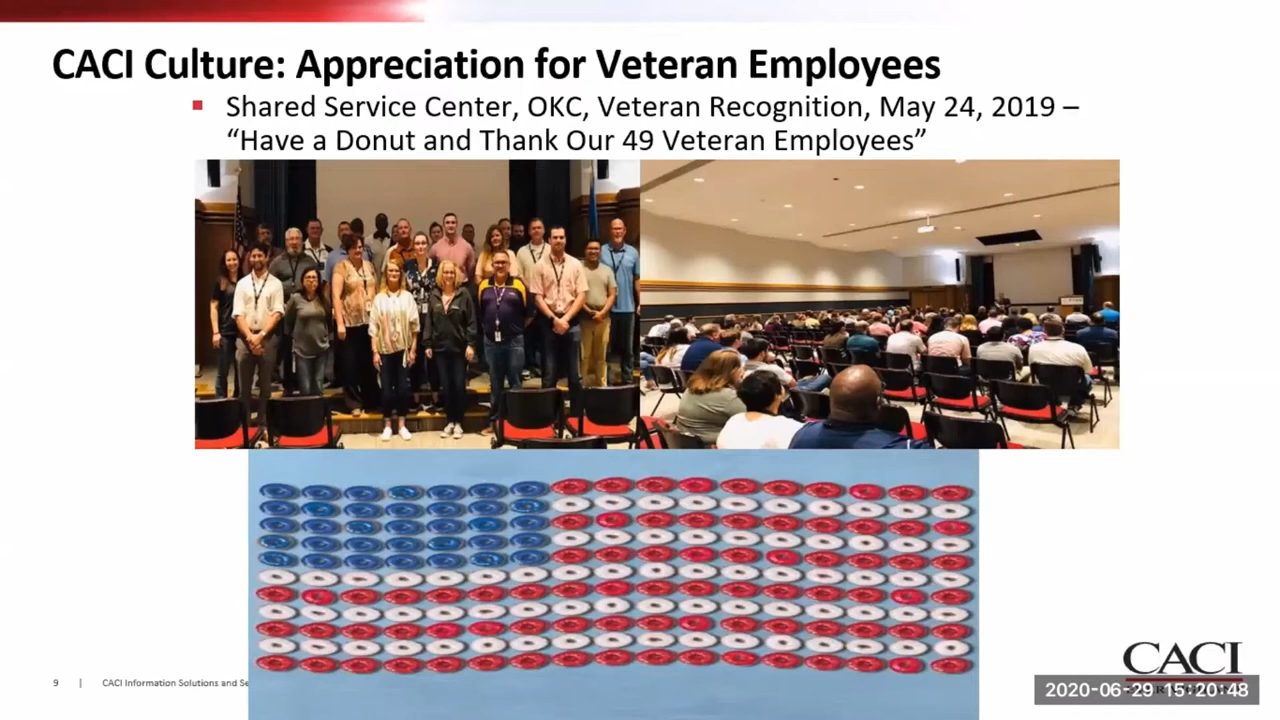 CACI Culture: Appreciation for Veteran Employees
▪ Shared Service Center, OKC, Veteran Recognition, May 24, 2019 –
“Have a Donut and Thank Our 49 Veteran Employees”
9 | CACI Information Solutions and Se
CACI
2020-06-29 15:20:48